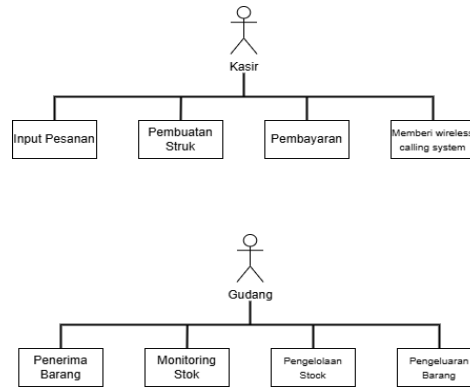 Kasir
Input Pesanan
Pembuatan
Struk
Pembayaran
Memberi wireless
calling system
Gudang
Penerima
Barang
Monitoring
Stok
Pengelolaan
Stock
Pengeluaran
Barang